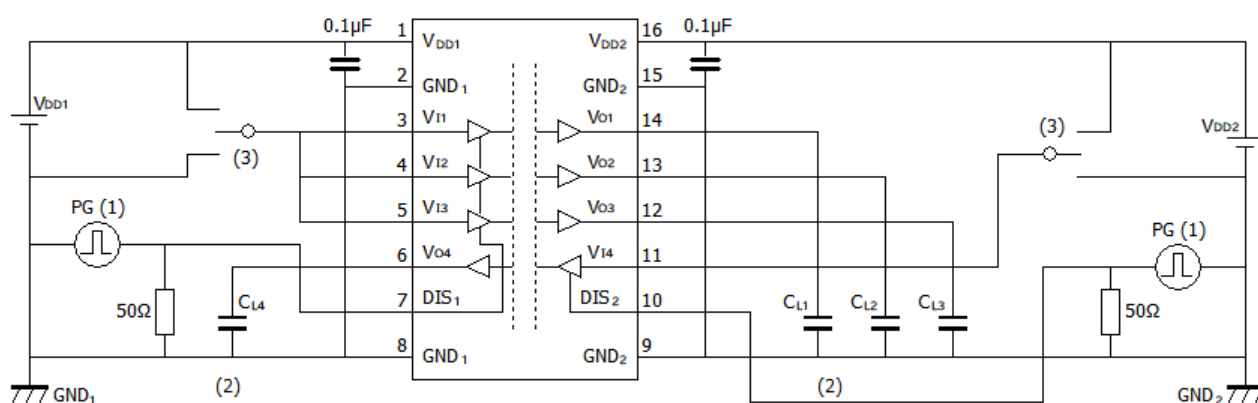 0.1µF 1 VDD1 VDD2 16 0.1µF
2 GND1 GND2 15
VDD1 3 VI1 VO1 14 (3) VDD2
(3) 4 VI2 VO2 13
PG (1) 5 VI3 VO3 12 PG (1)
6 VO4 VI4 11
50Ω CL4 7 DIS1 DIS2 10 CL1 CL2 CL3 50Ω
8 GND1 GND2 9
GND1 (2) (2) GND2